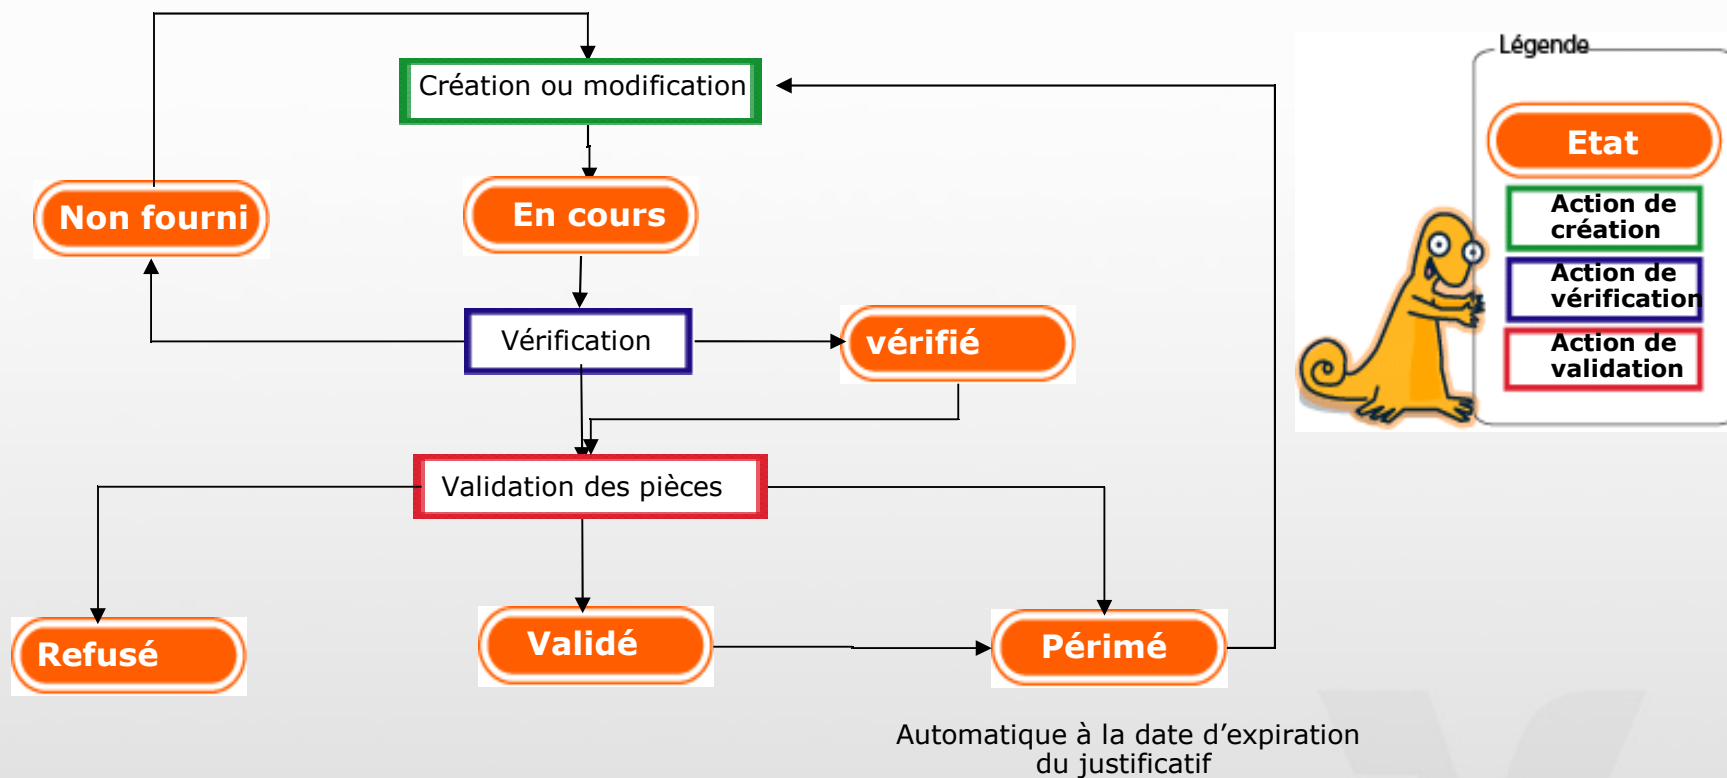 Légende
Création ou modification
Etat
Non fourni
En cours
Action de
création
Action de
vérification
Vérification
vérifié
Action de
validation
Validation des pièces
Refusé
Validé
Périmé
Automatique à la date d’expiration
du justificatif